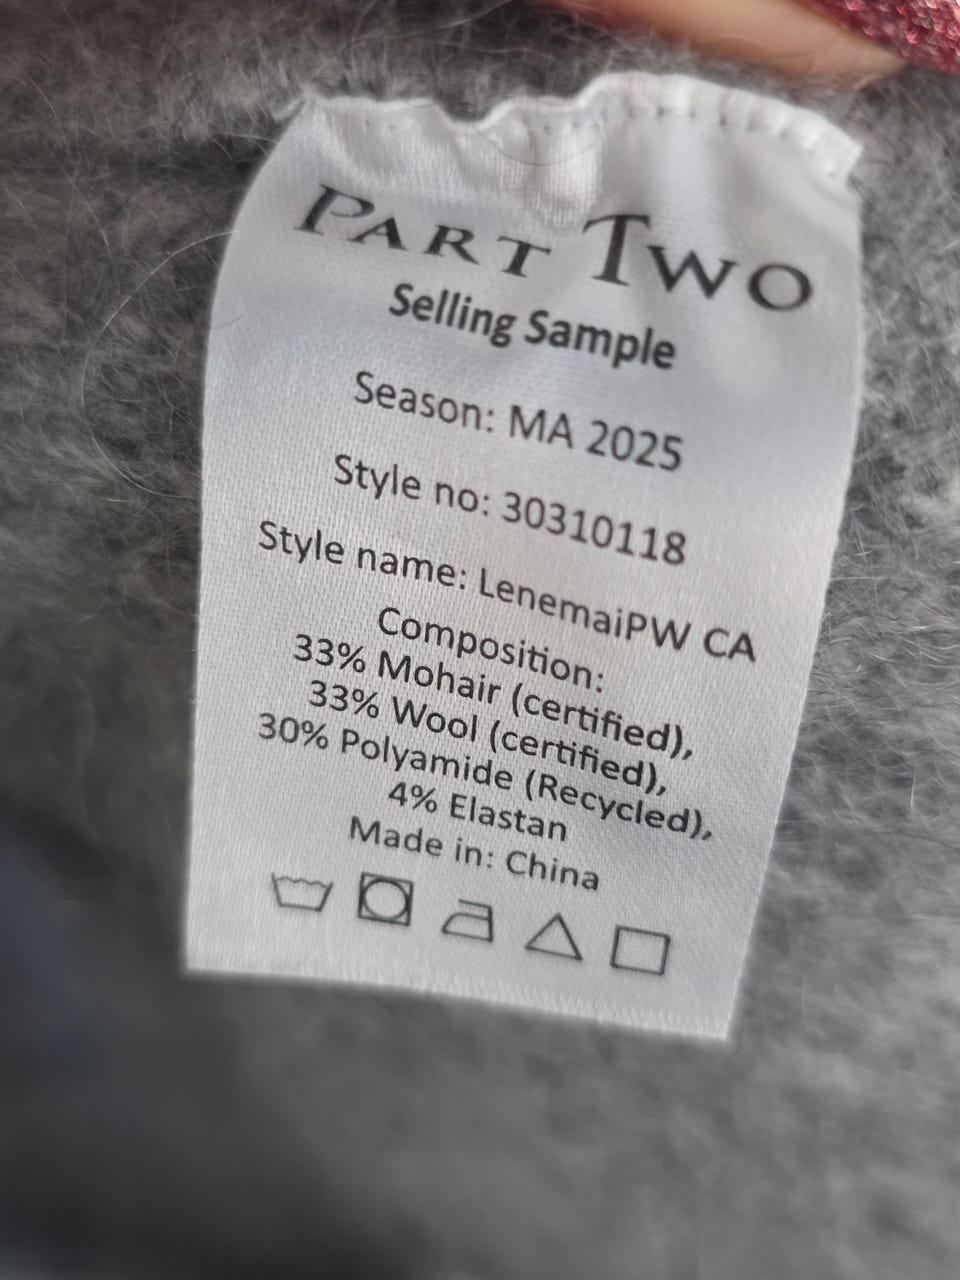 PART TWO
Selling Sample
Season: MA 2025
Style no: 30310118
Style name: LenemaiPW CA
Composition:
33% Mohair (certified),
33% Wool (certified),
30% Polyamide (Recycled),
4% Elastan
Made in: China